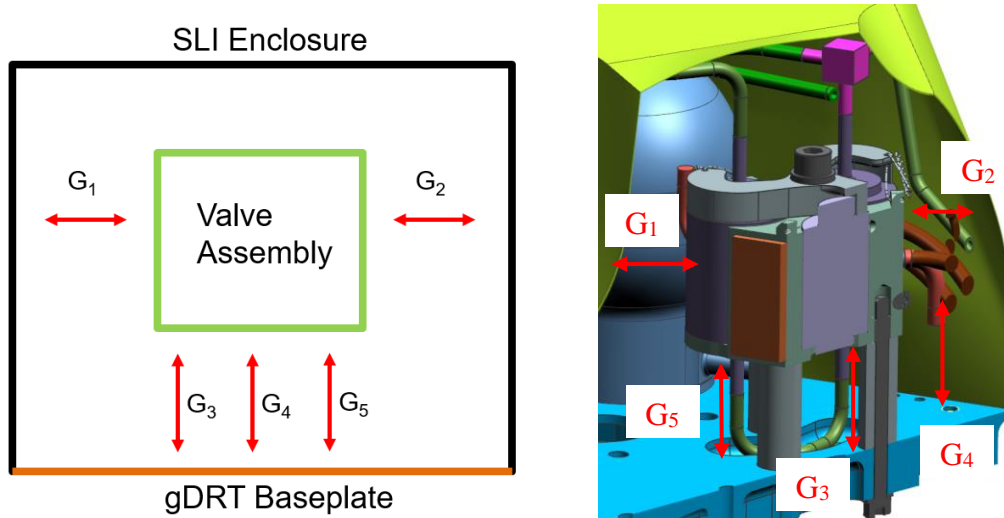 SLI Enclosure
G₁
G₂
Valve
Assembly
G₃
G₄
G₅
gDRT Baseplate
G₂
G₁
G₅
G₃
G₄